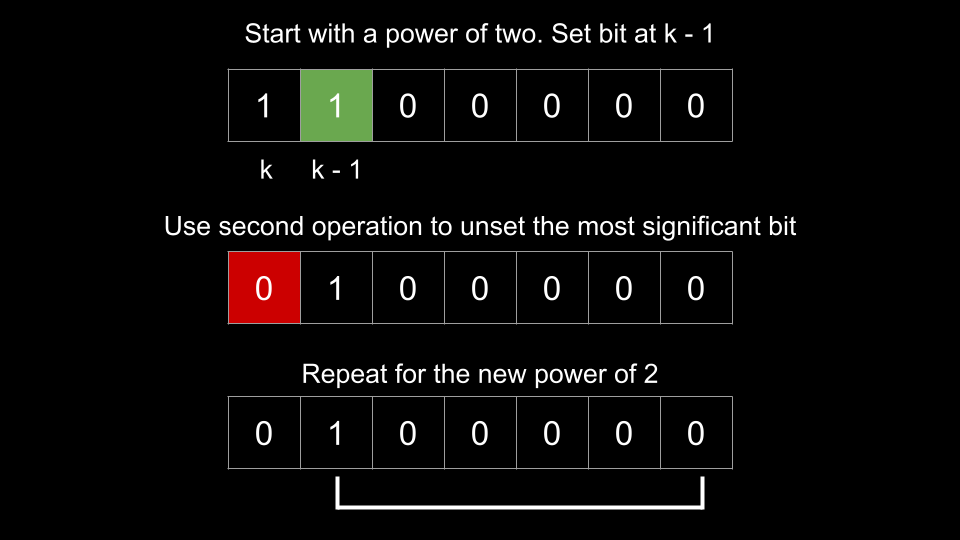 Start with a power of two. Set bit at k - 1
1 1 0 0 0 0 0
k k - 1
Use second operation to unset the most significant bit
0 1 0 0 0 0 0
Repeat for the new power of 2
0 1 0 0 0 0 0